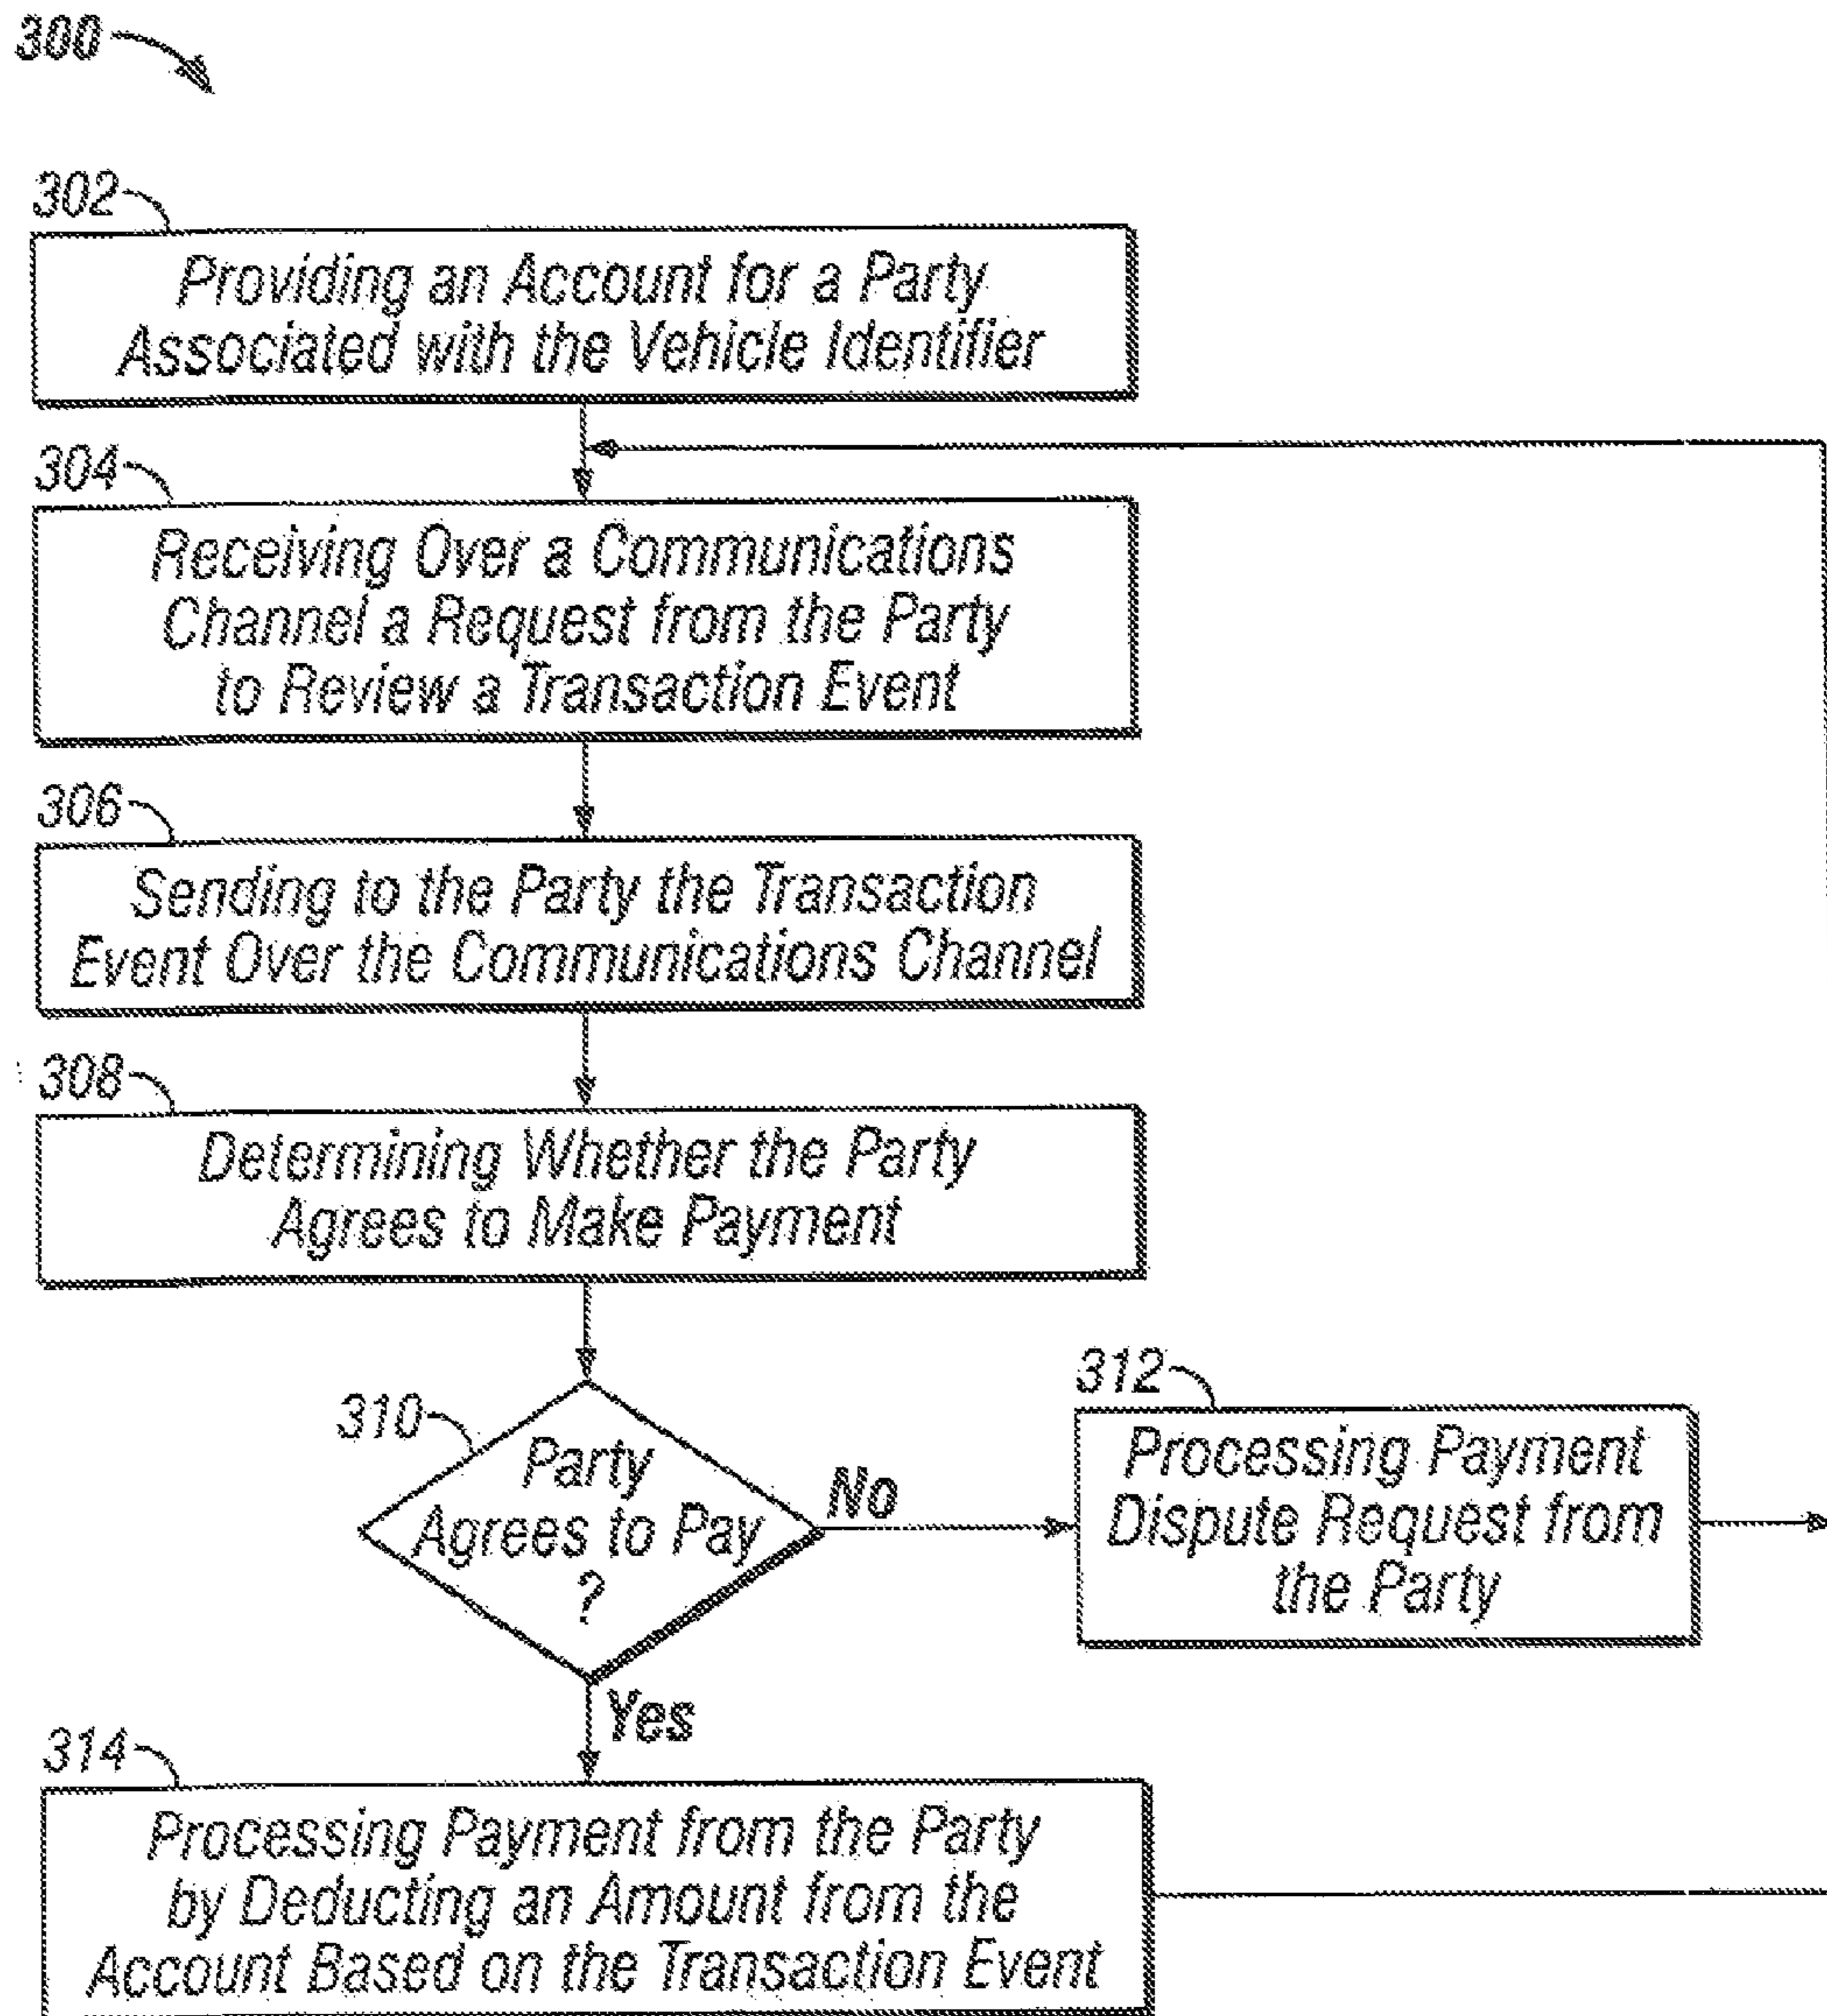 300
302
Providing an Account for a Party
Associated with the Vehicle Identifier
304
Receiving Over a Communications
Channel a Request from the Party
to Review a Transaction Event
306
Sending to the Party the Transaction
Event Over the Communications Channel
308
Determining Whether the Party
Agrees to Make Payment
310
Party
Agrees to Pay
?
No
312
Processing Payment
Dispute Request from
the Party
Yes
314
Processing Payment from the Party
by Deducting an Amount from the
Account Based on the Transaction Event